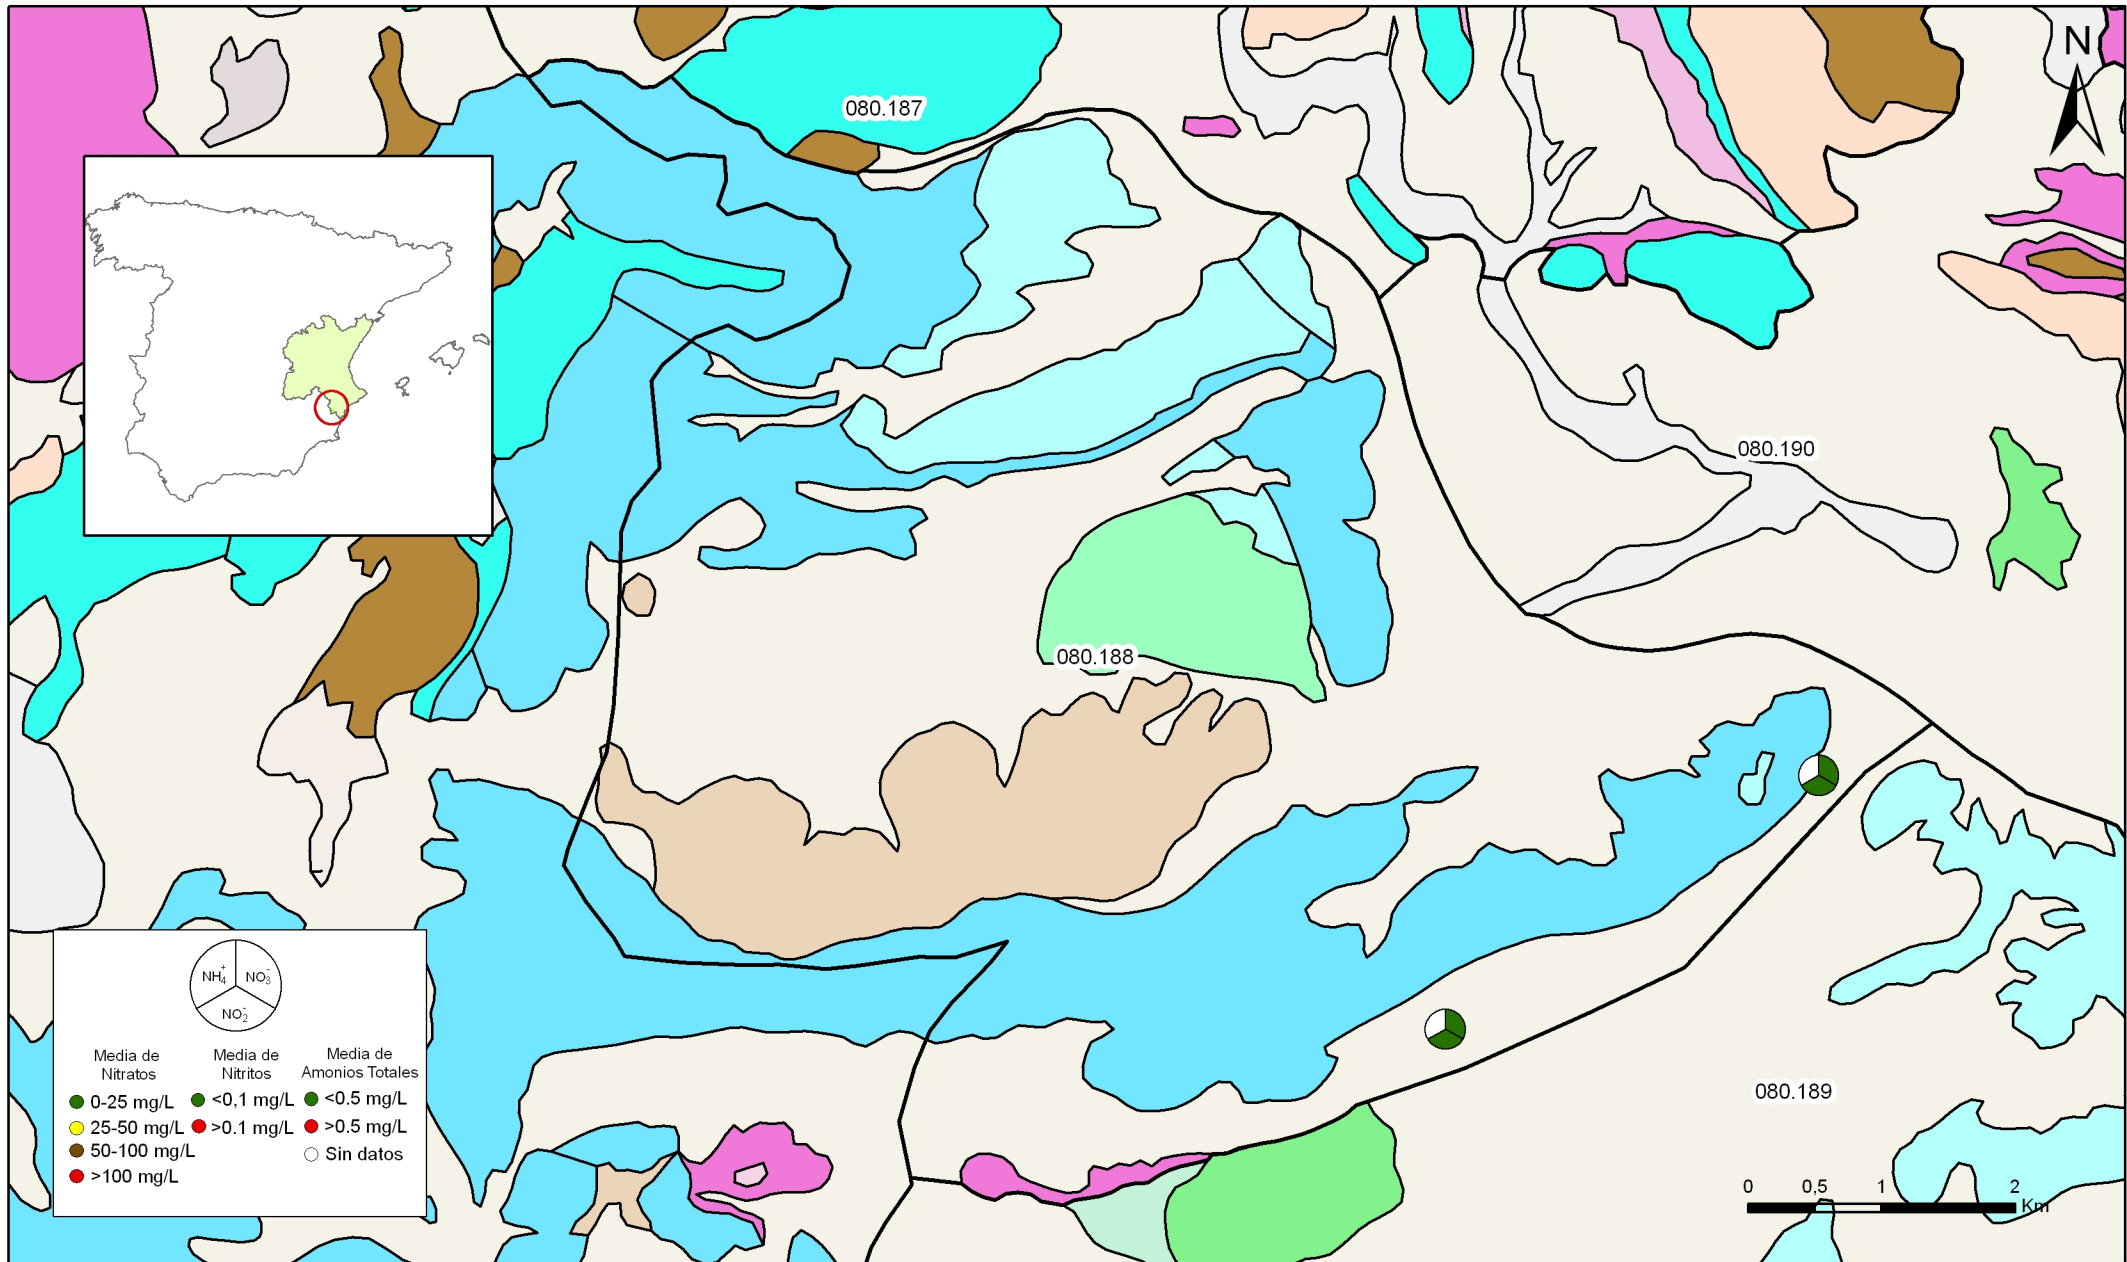 N
080.187
080.190
080.188
080.189
NH4+ NO3-
NO2-
Media de
Nitratos
0-25 mg/L
25-50 mg/L
50-100 mg/L
>100 mg/L
Media de
Nitritos
<0,1 mg/L
>0.1 mg/L
Media de
Amonios Totales
<0.5 mg/L
>0.5 mg/L
Sin datos
0 0,5 1 2
Km